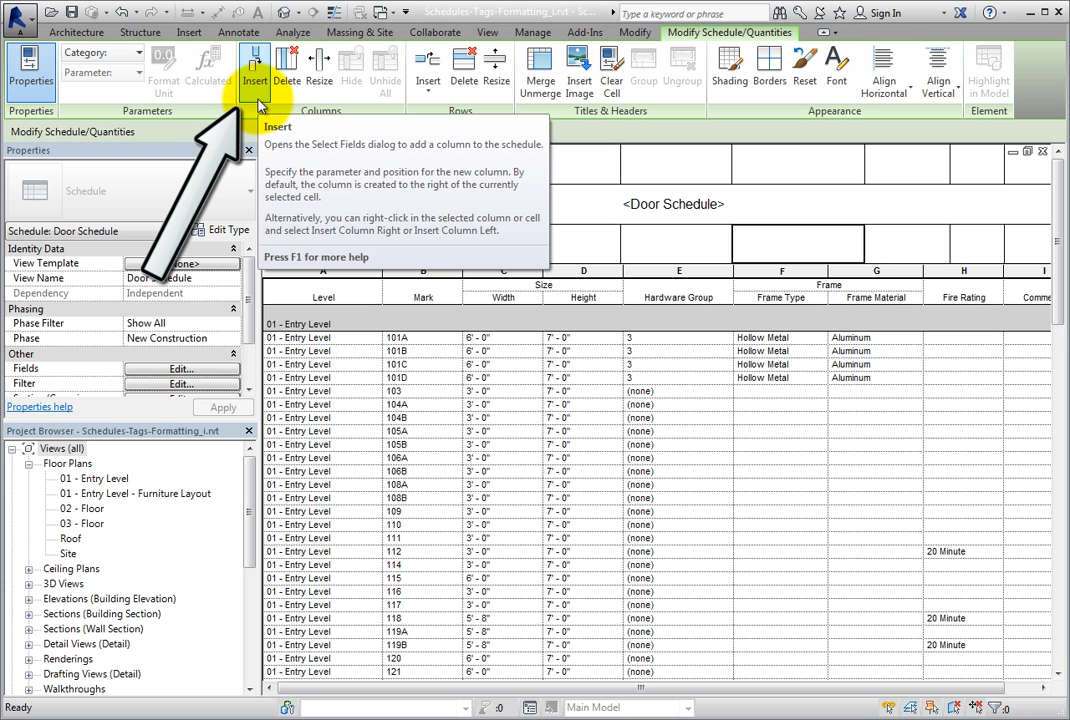 Schedules-Tags-Formatting_i.rvt - Sche...
Type a keyword or phrase
Sign In
Architecture Structure Insert Annotate Analyze Massing & Site Collaborate View Manage Add-Ins Modify Modify Schedule/Quantities
Properties
Category:
Parameter:
Format Unit
Calculated
Insert
Delete
Resize
Hide
Unhide All
Insert
Delete
Resize
Merge Unmerge
Insert Image
Clear Cell
Group
Ungroup
Shading
Borders
Reset
Font
Align Horizontal
Align Vertical
Highlight in Model
Properties Parameters Columns Rows Titles & Headers Appearance Element
Modify Schedule/Quantities
Properties
Schedule
Schedule: Door Schedule
Edit Type
Identity Data
View Template
View Name Door Schedule
Dependency Independent
Phasing
Phase Filter Show All
Phase New Construction
Other
Fields Edit...
Filter Edit...
Properties help
Apply
Insert
Opens the Select Fields dialog to add a column to the schedule.
Specify the parameter and position for the new column. By
default, the column is created to the right of the currently
selected cell.
Alternatively, you can right-click in the selected column or cell
and select Insert Column Right or Insert Column Left.
Press F1 for more help
Project Browser - Schedules-Tags-Formatting_i.rvt
Views (all)
Floor Plans
01 - Entry Level
01 - Entry Level - Furniture Layout
02 - Floor
03 - Floor
Roof
Site
Ceiling Plans
3D Views
Elevations (Building Elevation)
Sections (Building Section)
Sections (Wall Section)
Detail Views (Detail)
Renderings
Drafting Views (Detail)
Walkthroughs
<Door Schedule>
A B C D E F G H I
Size Frame
Level Mark Width Height Hardware Group Frame Type Frame Material Fire Rating Comme
01 - Entry Level
01 - Entry Level 101A 6' - 0" 7' - 0" 3 Hollow Metal Aluminum
01 - Entry Level 101B 6' - 0" 7' - 0" 3 Hollow Metal Aluminum
01 - Entry Level 101C 6' - 0" 7' - 0" 3 Hollow Metal Aluminum
01 - Entry Level 101D 6' - 0" 7' - 0" 3 Hollow Metal Aluminum
01 - Entry Level 103 3' - 0" 7' - 0" (none)
01 - Entry Level 104A 3' - 0" 7' - 0" (none)
01 - Entry Level 104B 3' - 0" 7' - 0" (none)
01 - Entry Level 105A 3' - 0" 7' - 0" (none)
01 - Entry Level 105B 3' - 0" 7' - 0" (none)
01 - Entry Level 106A 3' - 0" 7' - 0" (none)
01 - Entry Level 106B 3' - 0" 7' - 0" (none)
01 - Entry Level 108A 3' - 0" 7' - 0" (none)
01 - Entry Level 108B 3' - 0" 7' - 0" (none)
01 - Entry Level 109 3' - 0" 7' - 0" (none)
01 - Entry Level 110 3' - 0" 7' - 0" (none)
01 - Entry Level 111 3' - 0" 7' - 0" (none)
01 - Entry Level 112 3' - 0" 7' - 0" (none) 20 Minute
01 - Entry Level 114 3' - 0" 7' - 0" (none)
01 - Entry Level 115 6' - 0" 7' - 0" (none)
01 - Entry Level 116 3' - 0" 7' - 0" (none)
01 - Entry Level 117 3' - 0" 7' - 0" (none)
01 - Entry Level 118 5' - 8" 7' - 0" (none) 20 Minute
01 - Entry Level 119A 5' - 8" 7' - 0" (none)
01 - Entry Level 119B 5' - 8" 7' - 0" (none) 20 Minute
01 - Entry Level 120 6' - 0" 7' - 0" (none)
01 - Entry Level 121 6' - 0" 7' - 0" (none)
Ready
:0
Main Model
:0